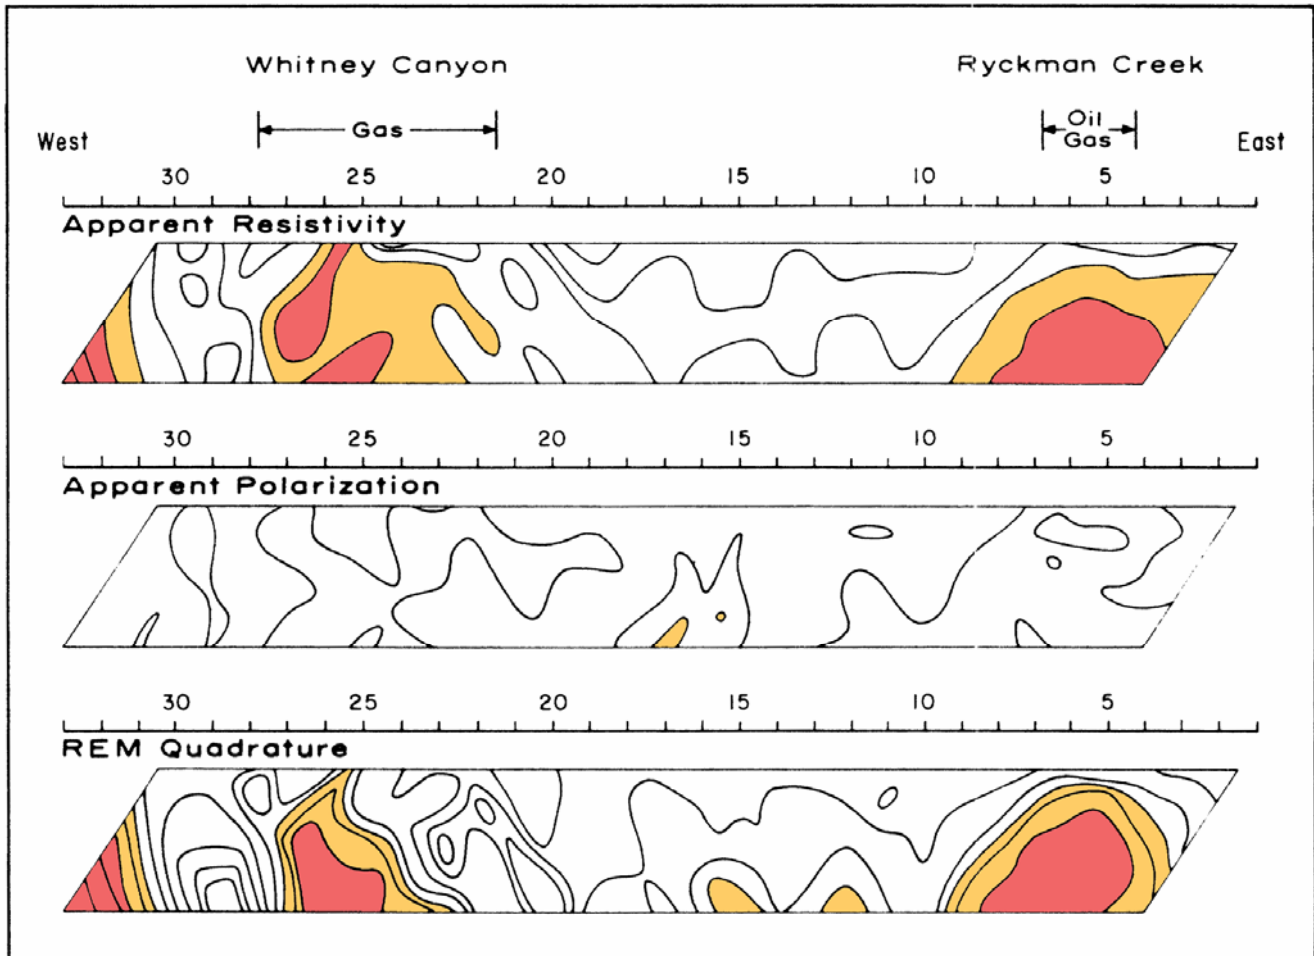 Whitney Canyon Ryckman Creek
West Gas Oil Gas East
30 25 20 15 10 5
Apparent Resistivity
30 25 20 15 10 5
Apparent Polarization
30 25 20 15 10 5
REM Quadrature